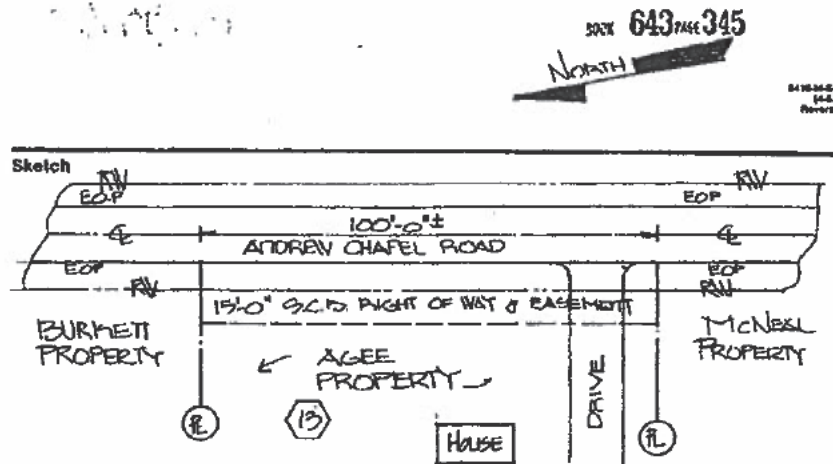 BOOK 643 PAGE 345
NORTH
Sketch
R/W R/W
EOP EOP
100'-0"±
℄ ℄
ANDREW CHAPEL ROAD
EOP EOP
R/W R/W
15'-0" S.C.B. RIGHT OF WAY & EASEMENT
BURKETT
PROPERTY
McNEAL
PROPERTY
AGEE
PROPERTY
DRIVE
PL 13 PL
HOUSE